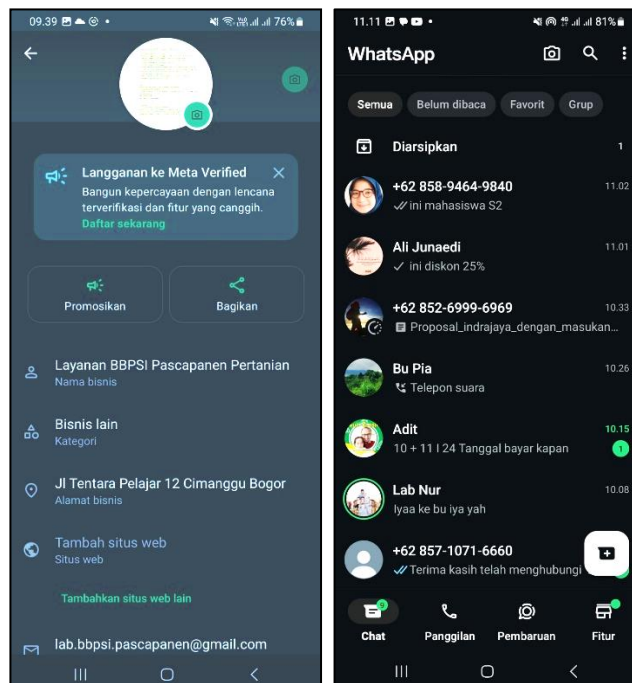 09.39
76%
Langganan ke Meta Verified
Bangun kepercayaan dengan lencana
terverifikasi dan fitur yang canggih.
Daftar sekarang
Promosikan
Bagikan
Layanan BBPSI Pascapanen Pertanian
Nama bisnis
Bisnis lain
Kategori
Jl Tentara Pelajar 12 Cimanggu Bogor
Alamat bisnis
Tambah situs web
Situs web
Tambahkan situs web lain
lab.bbpsi.pascapanen@gmail.com
11.11
81%
WhatsApp
Semua
Belum dibaca
Favorit
Grup
Diarsipkan
1
+62 858-9464-9840
11.02
ini mahasiswa S2
Ali Junaedi
11.01
ini diskon 25%
+62 852-6999-6969
10.33
Proposal_indrajaya_dengan_masukan...
Bu Pia
10.26
Telepon suara
Adit
10.15
10 + 11 I 24 Tanggal bayar kapan
1
Lab Nur
10.08
Iyaa ke bu iya yah
+62 857-1071-6660
Terima kasih telah menghubungi
9
Chat
Panggilan
Pembaruan
Fitur